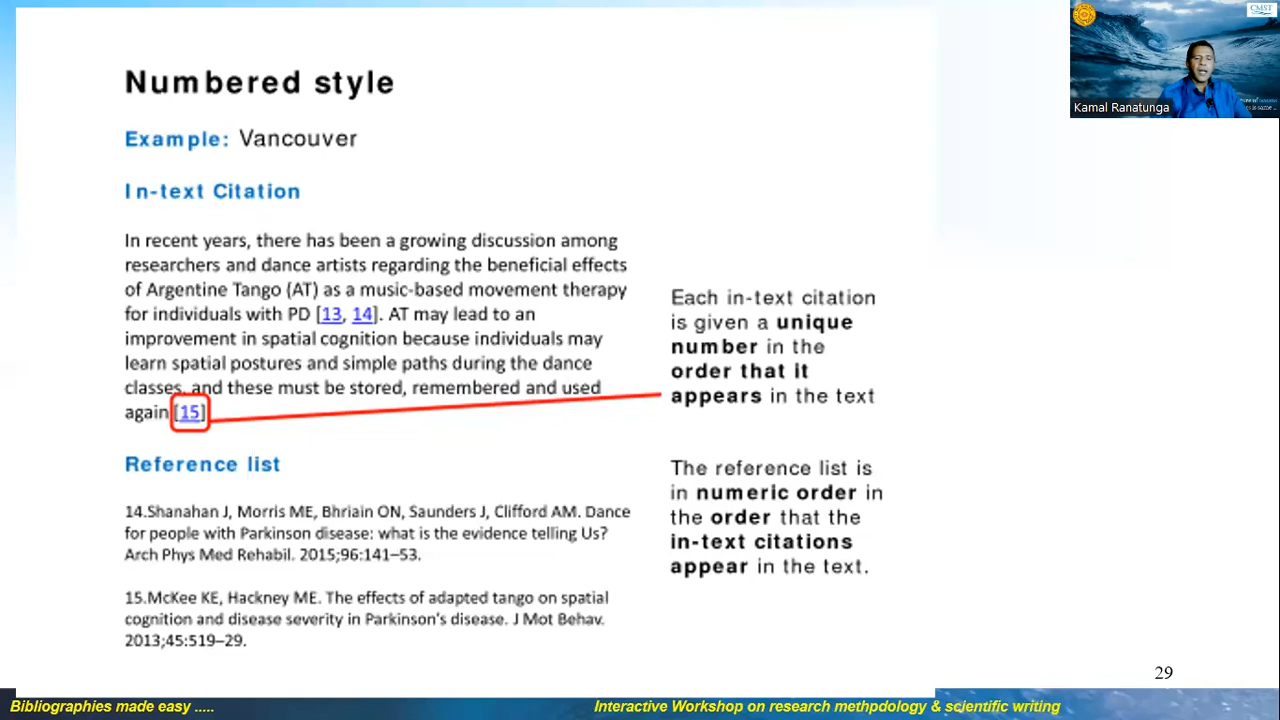 Numbered style
Example: Vancouver
In-text Citation
In recent years, there has been a growing discussion among
researchers and dance artists regarding the beneficial effects
of Argentine Tango (AT) as a music-based movement therapy
for individuals with PD [13, 14]. AT may lead to an
improvement in spatial cognition because individuals may
learn spatial postures and simple paths during the dance
classes, and these must be stored, remembered and used
again [15]
Each in-text citation
is given a unique
number in the
order that it
appears in the text
Reference list
14.Shanahan J, Morris ME, Bhriain ON, Saunders J, Clifford AM. Dance
for people with Parkinson disease: what is the evidence telling Us?
Arch Phys Med Rehabil. 2015;96:141–53.
15.McKee KE, Hackney ME. The effects of adapted tango on spatial
cognition and disease severity in Parkinson's disease. J Mot Behav.
2013;45:519–29.
The reference list is
in numeric order in
the order that the
in-text citations
appear in the text.
29
Bibliographies made easy .....
Interactive Workshop on research methpdology & scientific writing
CMST
Kamal Ranatunga